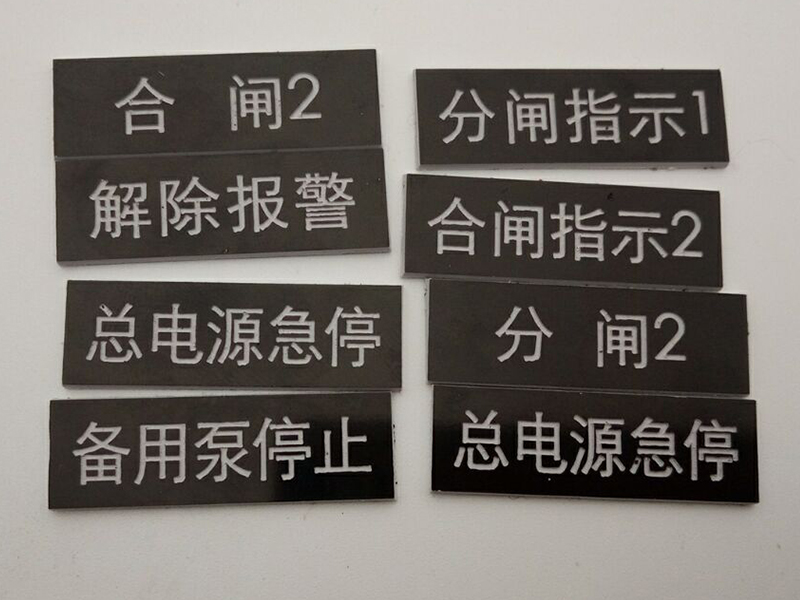 合 闸2
解除报警
总电源急停
备用泵停止
分闸指示1
合闸指示2
分 闸2
总电源急停